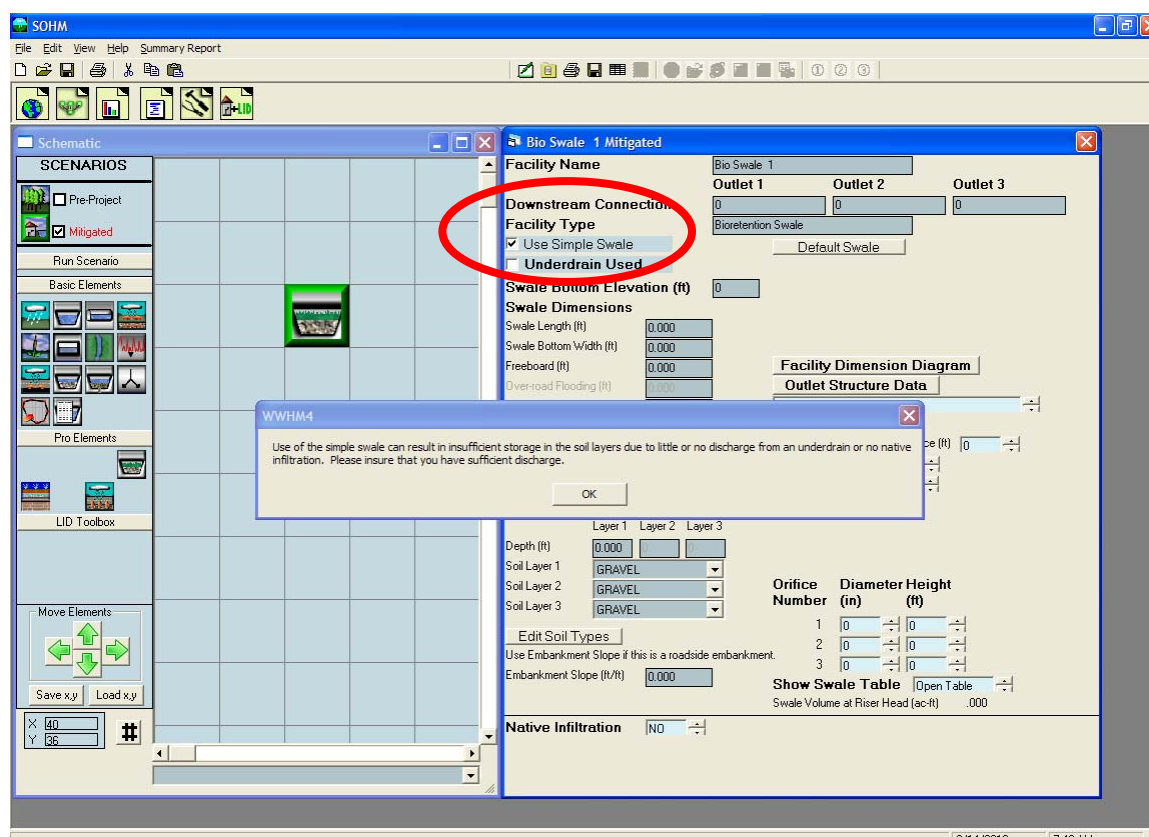 SOHM
File Edit View Help Summary Report
Schematic
SCENARIOS
Pre-Project
Mitigated
Run Scenario
Basic Elements
Pro Elements
LID Toolbox
Move Elements
Save x,y Load x,y
X 40
Y 36
#
+LID
Bio Swale 1 Mitigated
Facility Name Bio Swale 1
Outlet 1 Outlet 2 Outlet 3
Downstream Connection 0 0 0
Facility Type Bioretention Swale
Use Simple Swale Default Swale
Underdrain Used
Swale Bottom Elevation (ft) 0
Swale Dimensions
Swale Length (ft) 0.000
Swale Bottom Width (ft) 0.000
Freeboard (ft) 0.000 Facility Dimension Diagram
Over-road Flooding (ft) 0.000 Outlet Structure Data
WWHM4
Use of the simple swale can result in insufficient storage in the soil layers due to little or no discharge from an underdrain or no native
infiltration. Please insure that you have sufficient discharge.
OK
(ft) 0
Layer 1 Layer 2 Layer 3
Depth (ft) 0.000 0 0
Soil Layer 1 GRAVEL
Soil Layer 2 GRAVEL
Soil Layer 3 GRAVEL
Edit Soil Types
Use Embankment Slope if this is a roadside embankment.
Embankment Slope (ft/ft) 0.000
Orifice Diameter Height
Number (in) (ft)
1 0 0
2 0 0
3 0 0
Show Swale Table Open Table
Swale Volume at Riser Head (ac-ft) .000
Native Infiltration NO